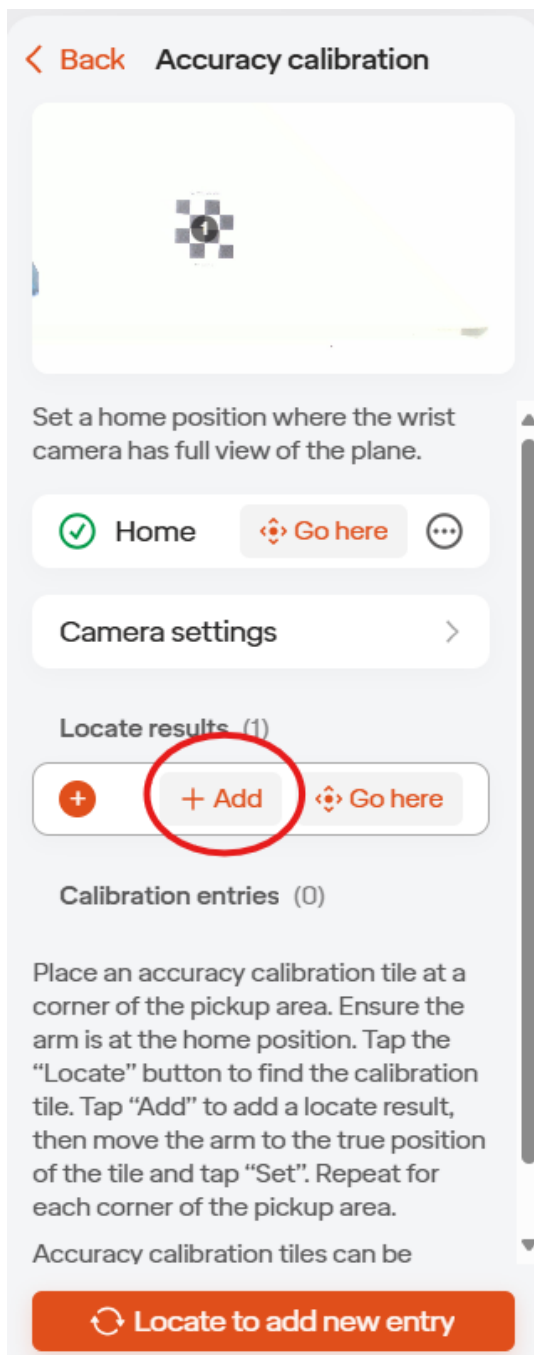 Back Accuracy calibration
1
Set a home position where the wrist
camera has full view of the plane.
Home Go here
Camera settings
Locate results (1)
+ Add Go here
Calibration entries (0)
Place an accuracy calibration tile at a
corner of the pickup area. Ensure the
arm is at the home position. Tap the
“Locate” button to find the calibration
tile. Tap “Add” to add a locate result,
then move the arm to the true position
of the tile and tap “Set”. Repeat for
each corner of the pickup area.
Accuracy calibration tiles can be
Locate to add new entry